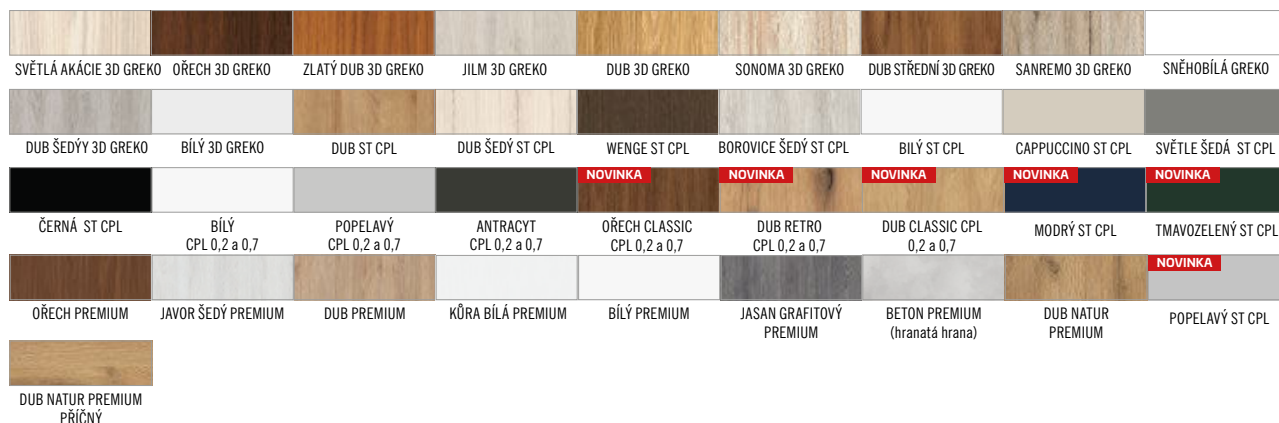 SVĚTLÁ AKÁCIE 3D GREKO
OŘECH 3D GREKO
ZLATÝ DUB 3D GREKO
JILM 3D GREKO
DUB 3D GREKO
SONOMA 3D GREKO
DUB STŘEDNÍ 3D GREKO
SANREMO 3D GREKO
SNĚHOBÍLÁ GREKO
DUB ŠEDÝY 3D GREKO
BÍLÝ 3D GREKO
DUB ST CPL
DUB ŠEDÝ ST CPL
WENGE ST CPL
BOROVICE ŠEDÝ ST CPL
BILÝ ST CPL
CAPPUCCINO ST CPL
SVĚTLE ŠEDÁ ST CPL
ČERNÁ ST CPL
BÍLÝ
CPL 0,2 a 0,7
POPELAVÝ
CPL 0,2 a 0,7
ANTRACYT
CPL 0,2 a 0,7
NOVINKA
OŘECH CLASSIC
CPL 0,2 a 0,7
NOVINKA
DUB RETRO
CPL 0,2 a 0,7
NOVINKA
DUB CLASSIC CPL
0,2 a 0,7
NOVINKA
MODRÝ ST CPL
NOVINKA
TMAVOZELENÝ ST CPL
OŘECH PREMIUM
JAVOR ŠEDÝ PREMIUM
DUB PREMIUM
KŮRA BÍLÁ PREMIUM
BÍLÝ PREMIUM
JASAN GRAFITOVÝ
PREMIUM
BETON PREMIUM
(hranatá hrana)
DUB NATUR
PREMIUM
NOVINKA
POPELAVÝ ST CPL
DUB NATUR PREMIUM
PŘÍČNÝ